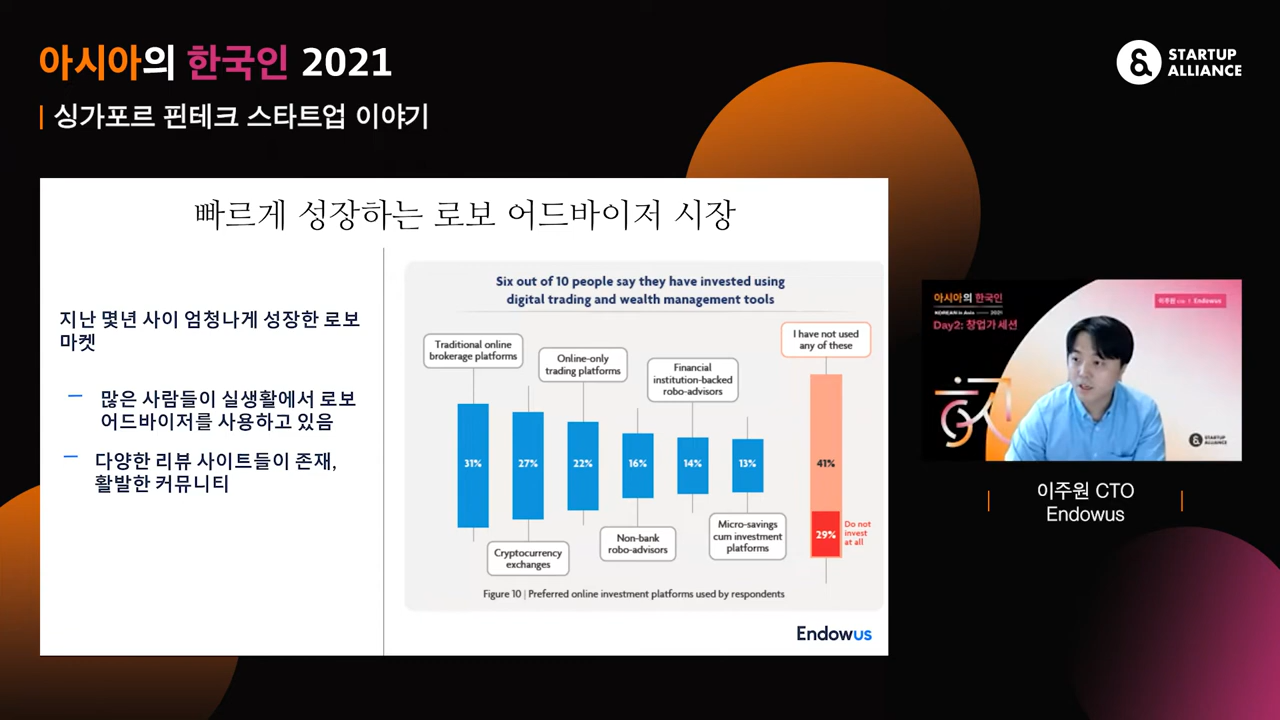 아시아의 한국인 2021
| 싱가포르 핀테크 스타트업 이야기
STARTUP
ALLIANCE
빠르게 성장하는 로보 어드바이저 시장
지난 몇년 사이 엄청나게 성장한 로보
마켓
– 많은 사람들이 실생활에서 로보
어드바이저를 사용하고 있음
– 다양한 리뷰 사이트들이 존재,
활발한 커뮤니티
Six out of 10 people say they have invested using
digital trading and wealth management tools
Traditional online
brokerage platforms
Online-only
trading platforms
Financial
institution-backed
robo-advisors
I have not used
any of these
31%
27%
22%
16%
14%
13%
41%
29%
Do not
invest
at all
Cryptocurrency
exchanges
Non-bank
robo-advisors
Micro-savings
cum investment
platforms
Figure 10 | Preferred online investment platforms used by respondents
Endowus
아시아의 한국인
KOREAN in Asia 2021
Day2: 창업가 세션
이주원 CTO | Endowus
STARTUP
ALLIANCE
이주원 CTO
Endowus